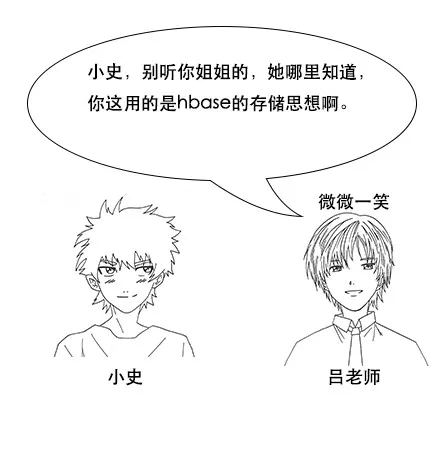 小史，别听你姐姐的，她哪里知道，
你这用的是hbase的存储思想啊。
微微一笑
小史
吕老师